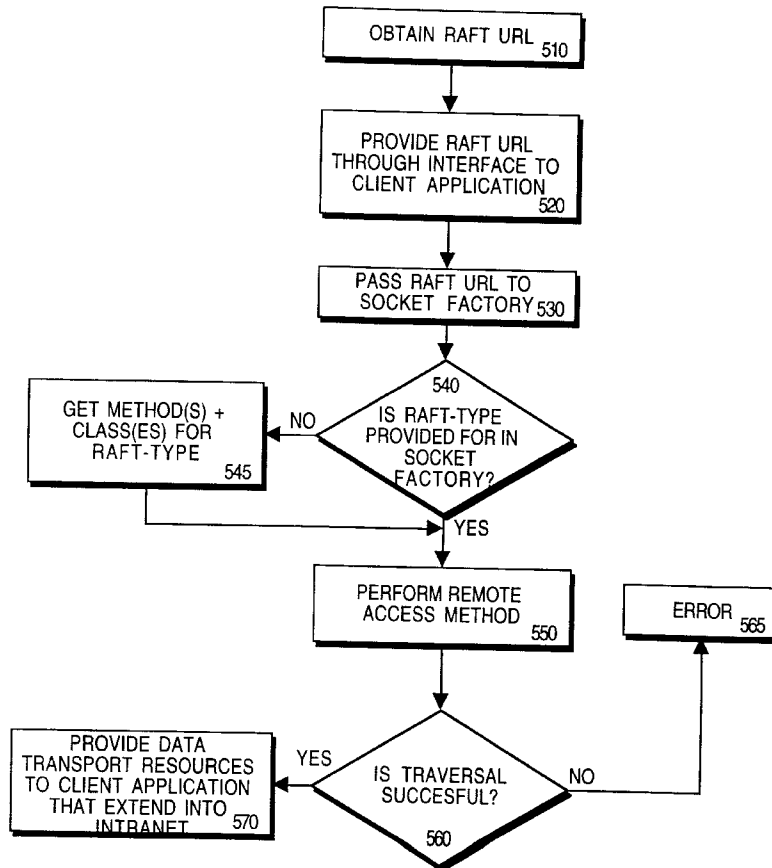 OBTAIN RAFT URL
510
PROVIDE RAFT URL
THROUGH INTERFACE TO
CLIENT APPLICATION
520
PASS RAFT URL TO
SOCKET FACTORY
530
540
IS RAFT-TYPE
PROVIDED FOR IN
SOCKET
FACTORY?
NO
GET METHOD(S) +
CLASS(ES) FOR
RAFT-TYPE
545
YES
PERFORM REMOTE
ACCESS METHOD
550
ERROR
565
IS TRAVERSAL
SUCCESFUL?
560
YES
NO
PROVIDE DATA
TRANSPORT RESOURCES
TO CLIENT APPLICATION
THAT EXTEND INTO
INTRANET
570